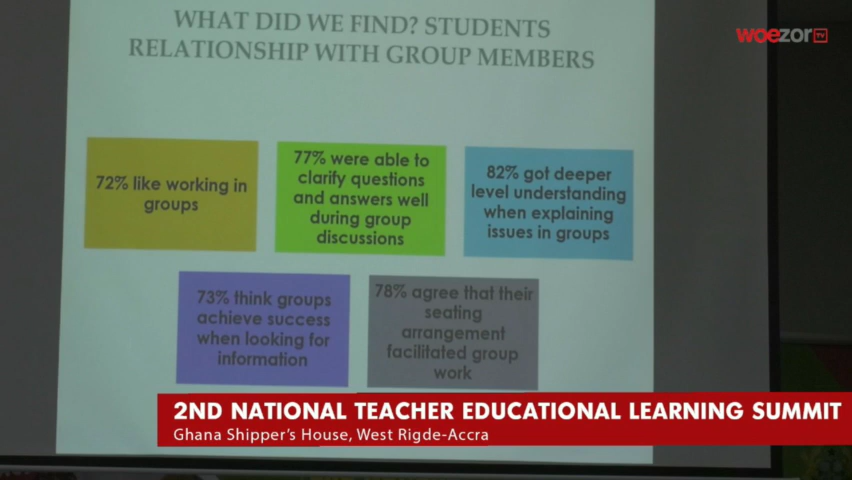 WHAT DID WE FIND? STUDENTS
RELATIONSHIP WITH GROUP MEMBERS
woezor TV
72% like working in
groups
77% were able to
clarify questions
and answers well
during group
discussions
82% got deeper
level understanding
when explaining
issues in groups
73% think groups
achieve success
when looking for
information
78% agree that their
seating
arrangement
facilitated group
work
2ND NATIONAL TEACHER EDUCATIONAL LEARNING SUMMIT
Ghana Shipper's House, West Rigde-Accra